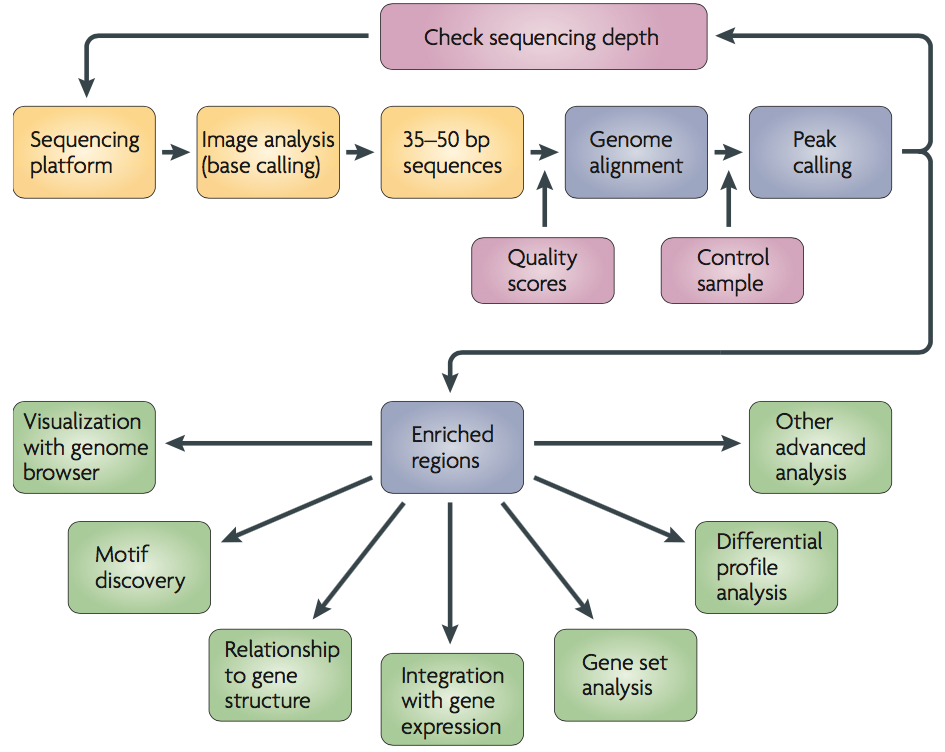 Check sequencing depth
Sequencing
platform
Image analysis
(base calling)
35–50 bp
sequences
Genome
alignment
Peak
calling
Quality
scores
Control
sample
Enriched
regions
Visualization
with genome
browser
Other
advanced
analysis
Motif
discovery
Differential
profile
analysis
Relationship
to gene
structure
Integration
with gene
expression
Gene set
analysis